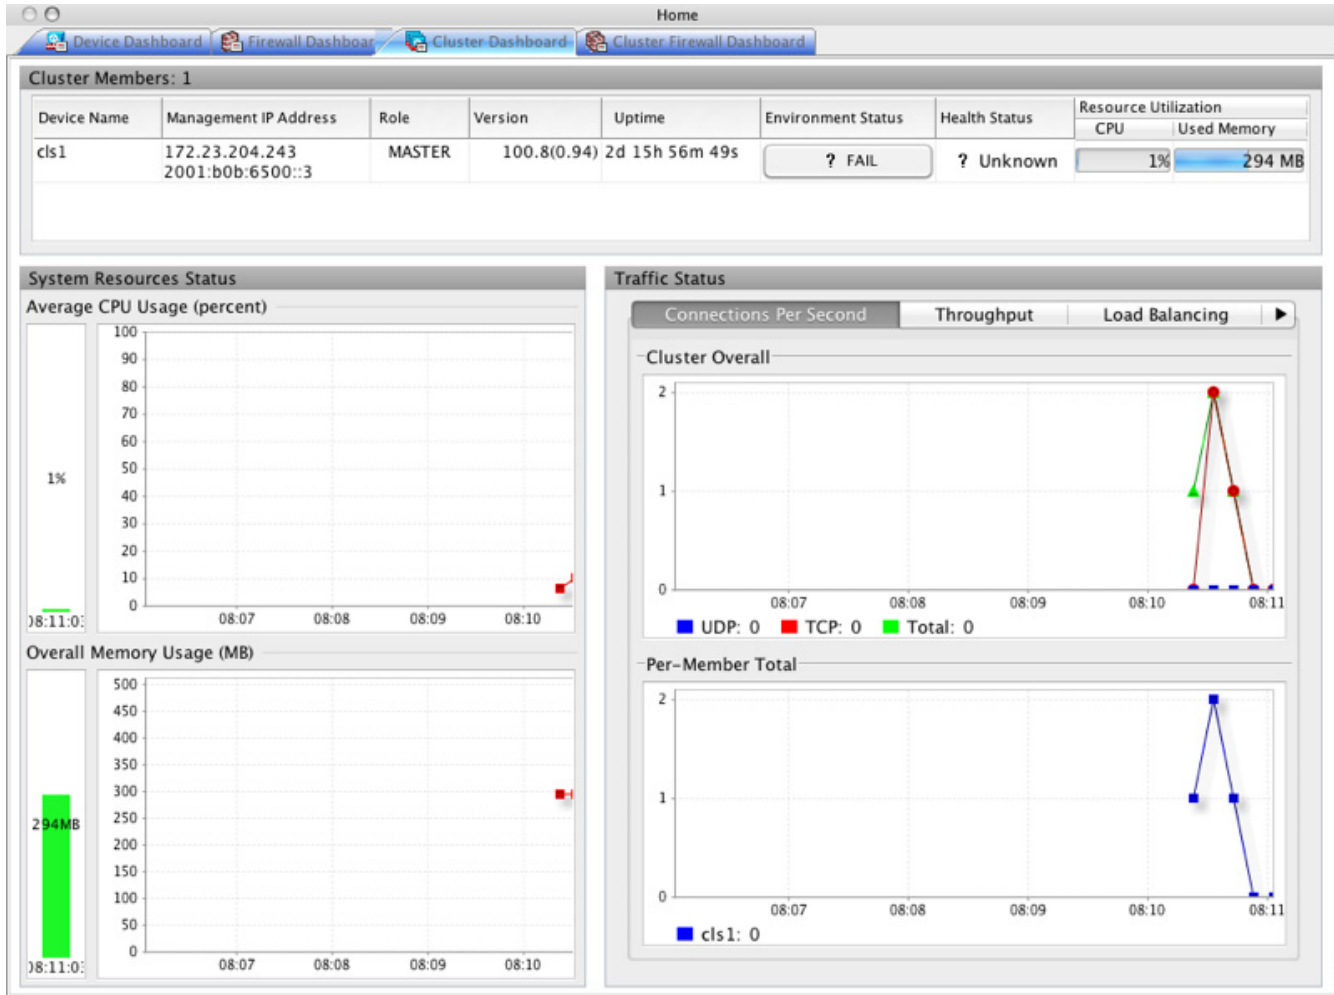 Home
Device Dashboard Firewall Dashboar Cluster Dashboard Cluster Firewall Dashboard
Cluster Members: 1
Device Name Management IP Address Role Version Uptime Environment Status Health Status Resource Utilization
CPU Used Memory
cls1 172.23.204.243 MASTER 100.8(0.94) 2d 15h 56m 49s ? FAIL ? Unknown 1% 294 MB
2001:b0b:6500::3
System Resources Status
Average CPU Usage (percent)
100
90
80
70
60
50
40
30
20
10
0
1%
08:11:03
08:07 08:08 08:09 08:10
Overall Memory Usage (MB)
500
450
400
350
300
250
200
150
100
50
0
294MB
08:11:03
08:07 08:08 08:09 08:10
Traffic Status
Connections Per Second Throughput Load Balancing
Cluster Overall
2
1
0
08:07 08:08 08:09 08:10 08:11
UDP: 0 TCP: 0 Total: 0
Per-Member Total
2
1
0
08:07 08:08 08:09 08:10 08:11
cls1: 0